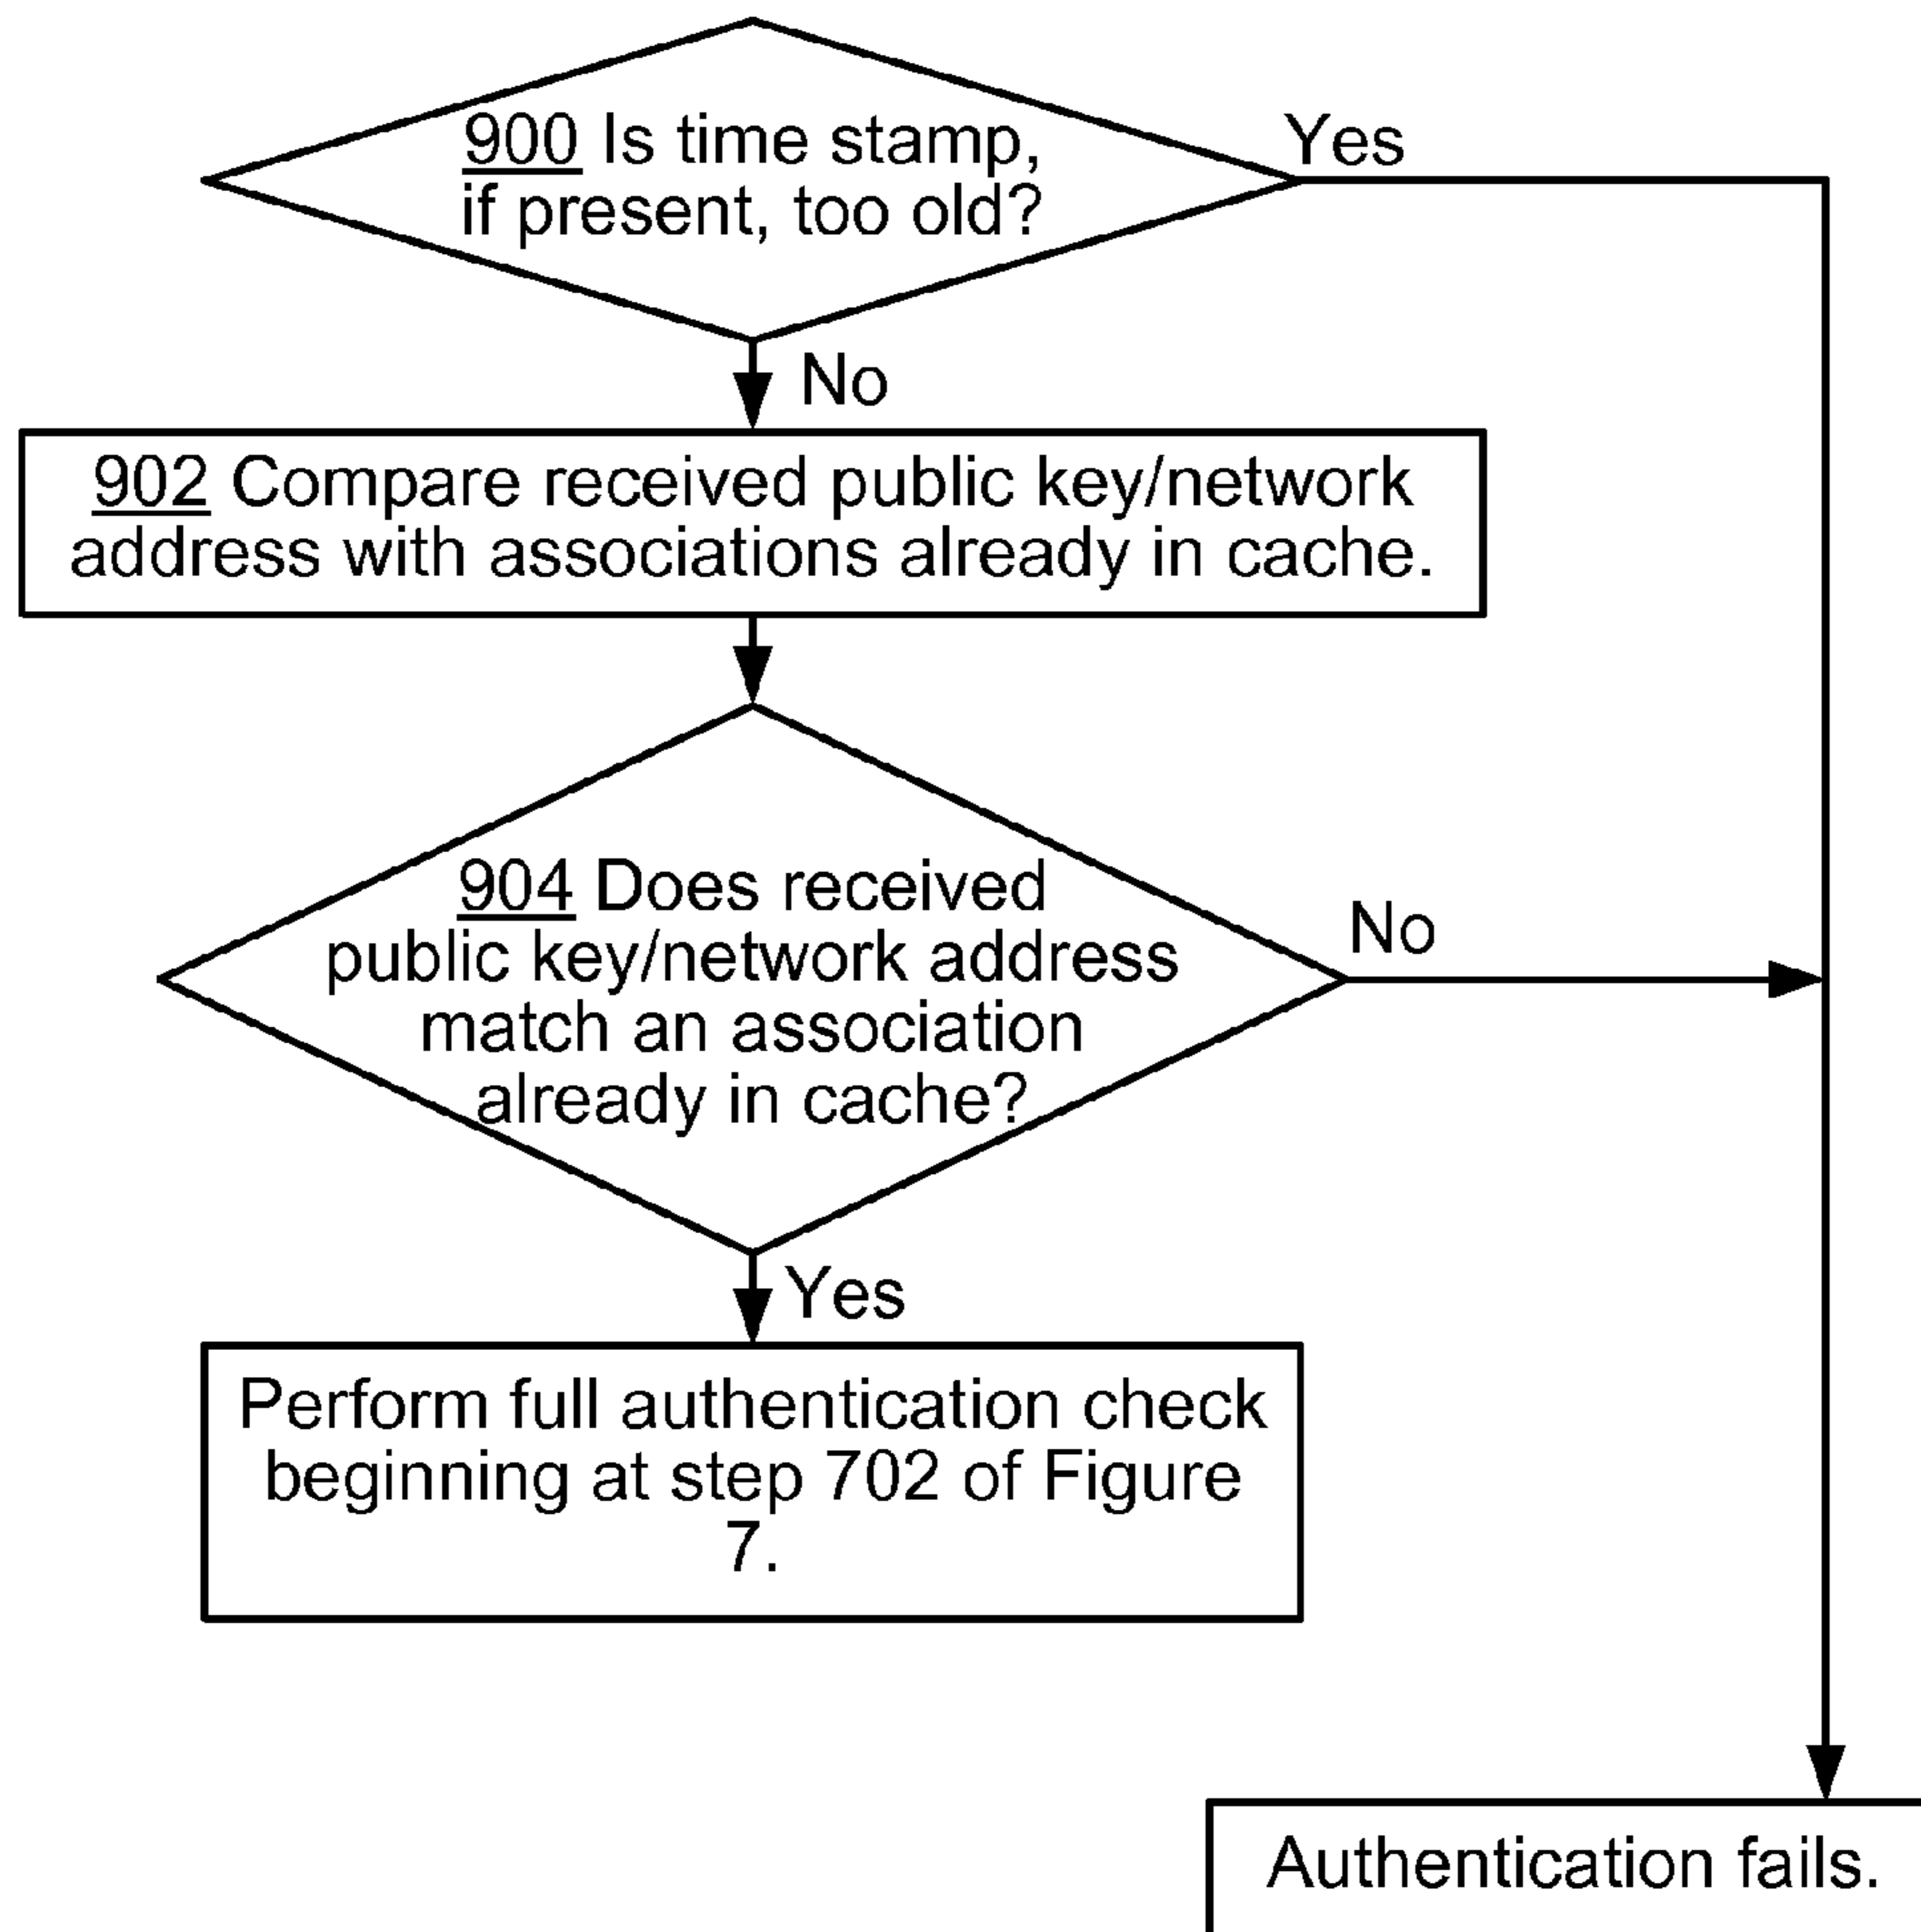 900 Is time stamp,
if present, too old?
Yes
No
902 Compare received public key/network
address with associations already in cache.
904 Does received
public key/network address
match an association
already in cache?
No
Yes
Perform full authentication check
beginning at step 702 of Figure
7.
Authentication fails.